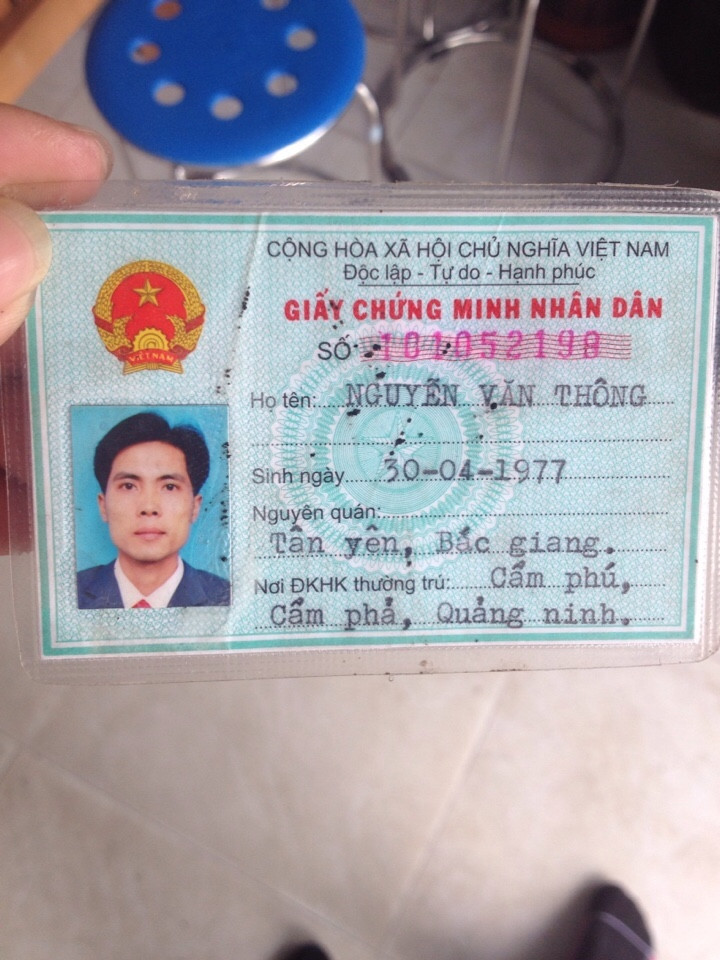 CỘNG HÒA XÃ HỘI CHỦ NGHĨA VIỆT NAM
Độc lập - Tự do - Hạnh phúc
GIẤY CHỨNG MINH NHÂN DÂN
SỐ 101052199
Họ tên: NGUYỄN VĂN THÔNG
Sinh ngày 30-04-1977
Nguyên quán:
Tân yên, Bắc giang.
Nơi ĐKHK thường trú: Cẩm phú,
Cẩm phả, Quảng ninh.
VIỆT NAM